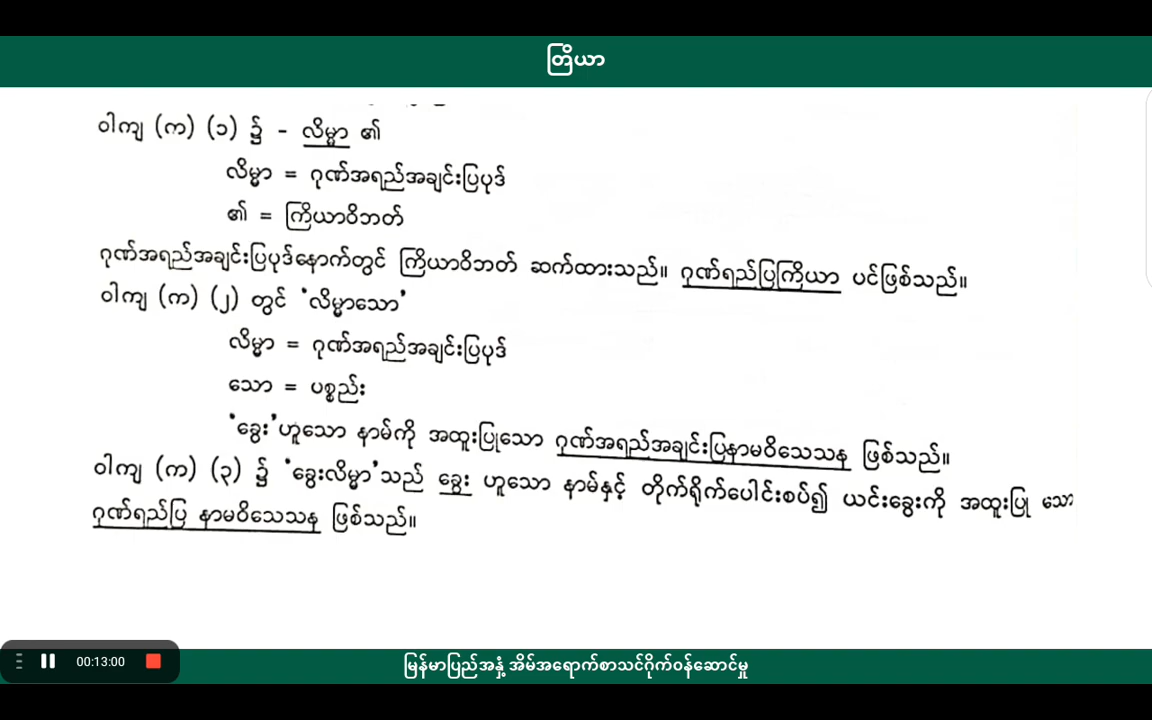 တြိယာ
ဝါကျ (က) (၁) ၌ - လိမ္မာ ၏
လိမ္မာ = ဂုဏ်အရည်အချင်းပြပုဒ်
၏ = ကြိယာဝိဘတ်
ဂုဏ်အရည်အချင်းပြပုဒ်နောက်တွင် ကြိယာဝိဘတ် ဆက်ထားသည်။ ဂုဏ်ရည်ပြကြိယာ ပင်ဖြစ်သည်။
ဝါကျ (က) (၂) တွင် 'လိမ္မာသော'
လိမ္မာ = ဂုဏ်အရည်အချင်းပြပုဒ်
သော = ပစ္စည်း
'ခွေး'ဟူသော နာမ်ကို အထူးပြုသော ဂုဏ်အရည်အချင်းပြနာမဝိသေသန ဖြစ်သည်။
ဝါကျ (က) (၃) ၌ 'ခွေးလိမ္မာ'သည် ခွေး ဟူသော နာမ်နှင့် တိုက်ရိုက်ပေါင်းစပ်၍ ယင်းခွေးကို အထူးပြု သော
ဂုဏ်ရည်ပြ နာမဝိသေသန ဖြစ်သည်။
00:13:00
မြန်မာပြည်အနှံ့ အိမ်အရောက်စာသင်ဂိုက်ဝန်ဆောင်မှု